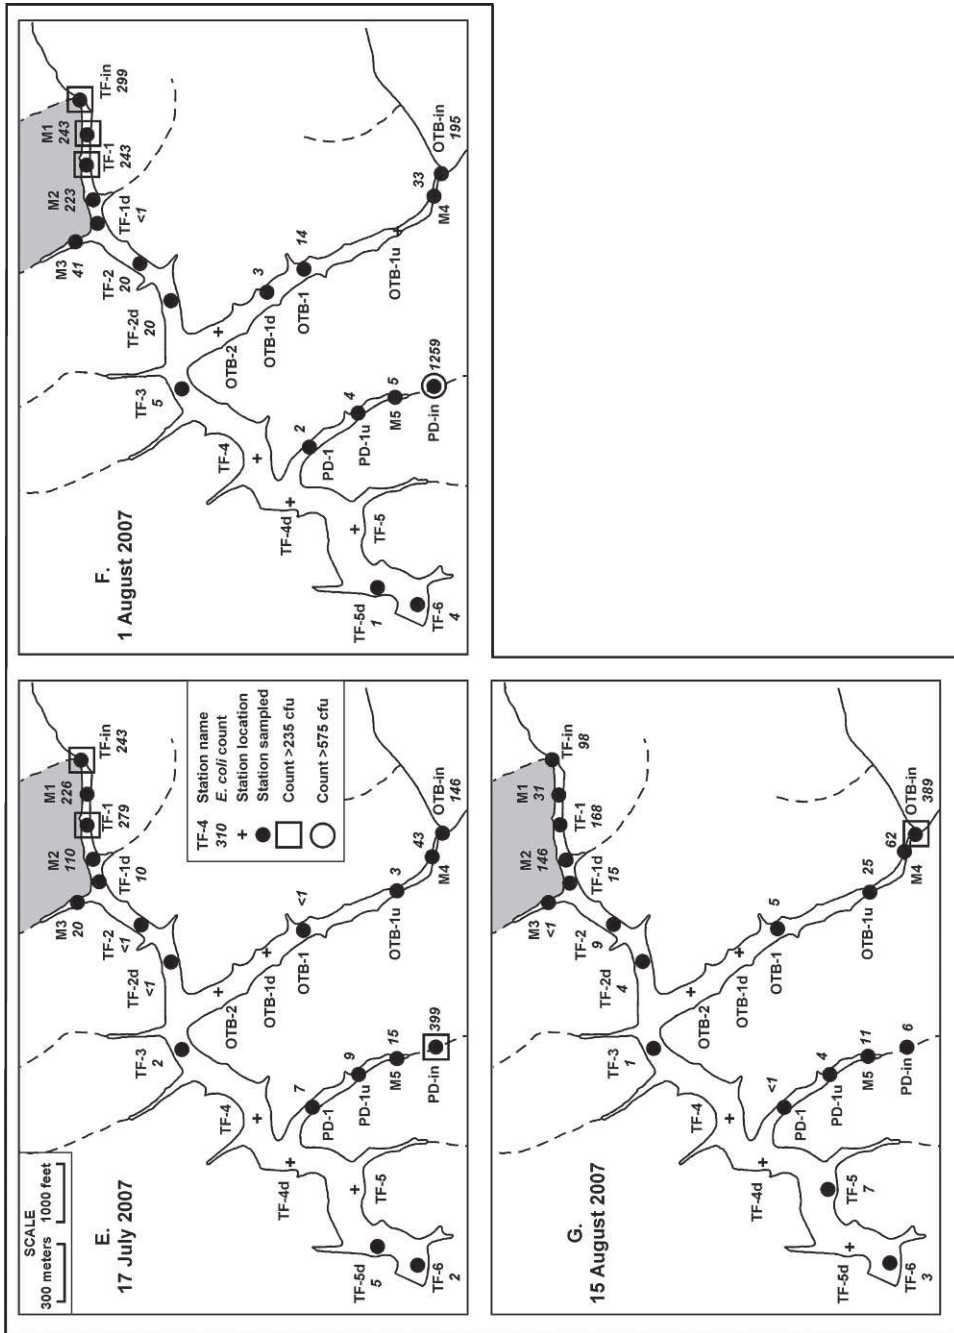 SCALE
300 meters 1000 feet
E.
17 July 2007
TF-in
243
M1
226
TF-1
279
M2
110
TF-1d
10
M3
20
TF-2
<1
TF-2d
<1
TF-3
2
TF-4
TF-4d
TF-5
TF-5d
5
TF-6
2
OTB-2
OTB-1d
OTB-1
<1
OTB-1u
3
M4
43
OTB-in
146
PD-1
7
PD-1u
9
M5
15
PD-in
399
TF-4 Station name
310 E. coli count
+ Station location
Station sampled
Count >235 cfu
Count >575 cfu
F.
1 August 2007
TF-in
299
M1
243
TF-1
243
M2
223
TF-1d
<1
M3
41
TF-2
20
TF-2d
20
TF-3
5
TF-4
TF-4d
TF-5
TF-5d
1
TF-6
4
OTB-2
OTB-1d
3
OTB-1
14
OTB-1u
M4
33
OTB-in
195
PD-1
2
PD-1u
4
M5
5
PD-in
1259
G.
15 August 2007
TF-in
98
M1
31
TF-1
168
M2
146
TF-1d
15
M3
<1
TF-2
9
TF-2d
4
TF-3
1
TF-4
TF-4d
TF-5
7
TF-5d
TF-6
3
OTB-2
OTB-1d
OTB-1
5
OTB-1u
25
M4
62
OTB-in
389
PD-1
<1
PD-1u
4
M5
11
PD-in
6